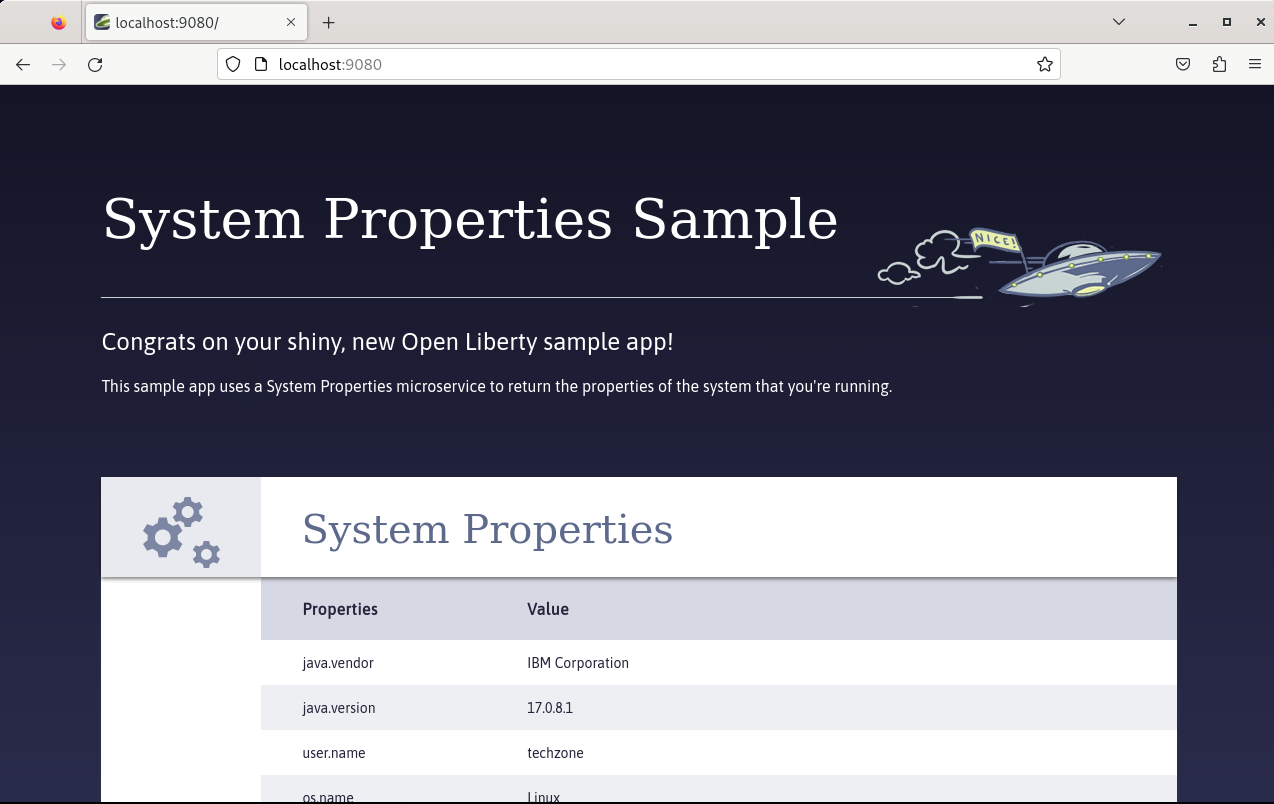 localhost:9080/
localhost:9080
System Properties Sample
NICE!
Congrats on your shiny, new Open Liberty sample app!
This sample app uses a System Properties microservice to return the properties of the system that you're running.
System Properties
Properties Value
java.vendor IBM Corporation
java.version 17.0.8.1
user.name techzone
os.name Linux